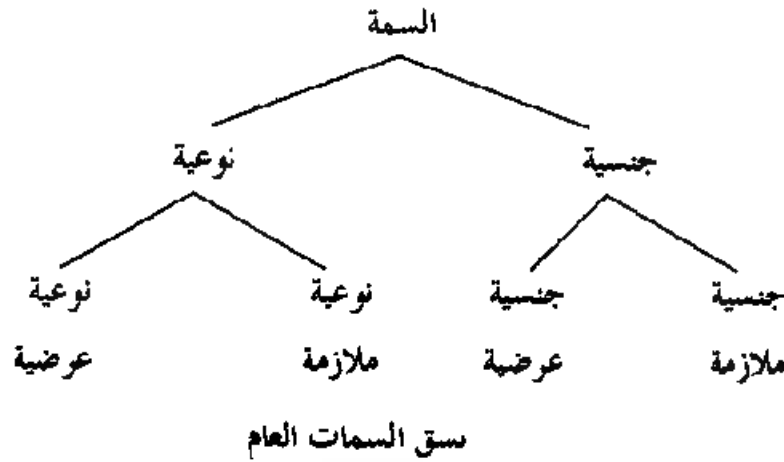 السمة
جنسية نوعية
جنسية جنسية نوعية نوعية
ملازمة عرضية ملازمة عرضية
نسق السمات العام